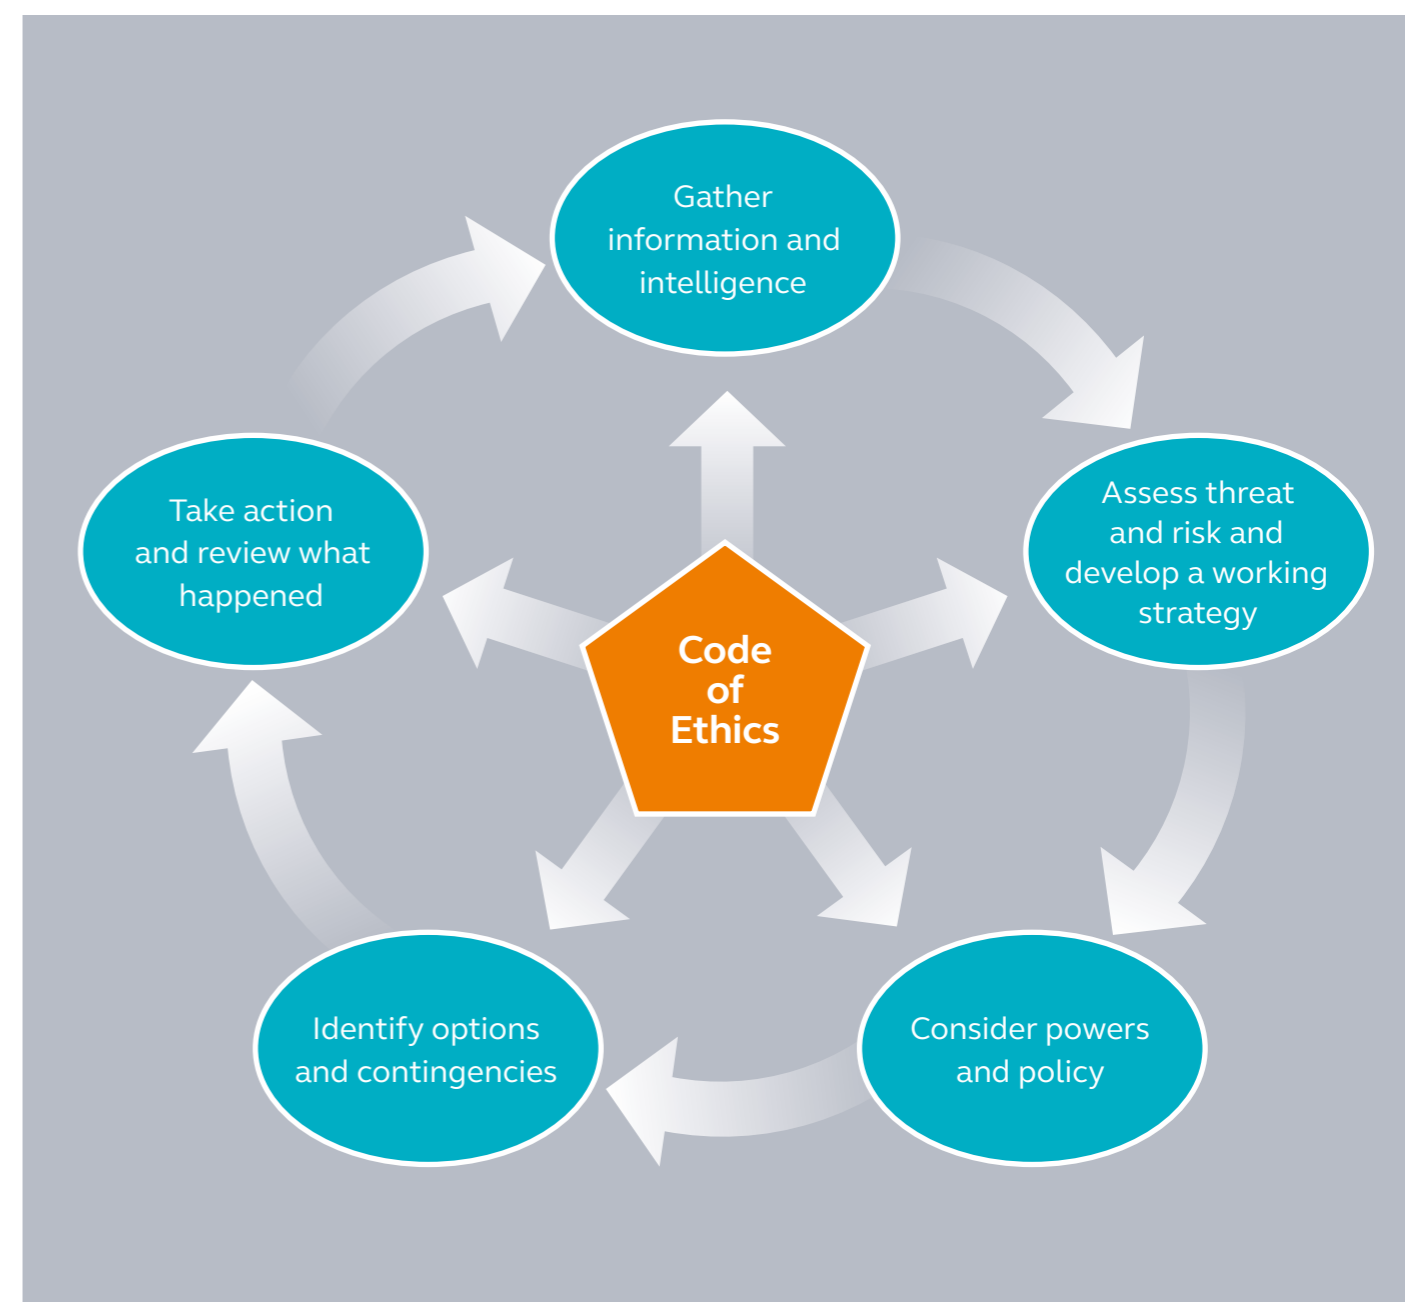 Gather
information and
intelligence
Assess threat
and risk and
develop a working
strategy
Consider powers
and policy
Identify options
and contingencies
Take action
and review what
happened
Code
of
Ethics